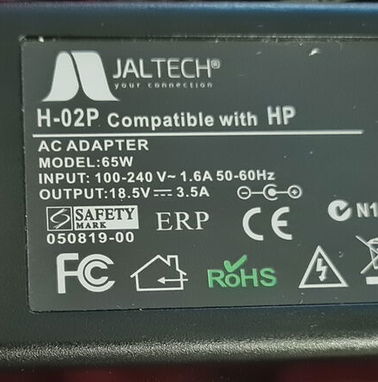 JALTECH®
your connection
H-02P Compatible with HP
AC ADAPTER
MODEL:65W
INPUT: 100-240 V~ 1.6A 50-60Hz
OUTPUT:18.5V⎓3.5A
SAFETY MARK ERP CE N1
050819-00
FC RoHS